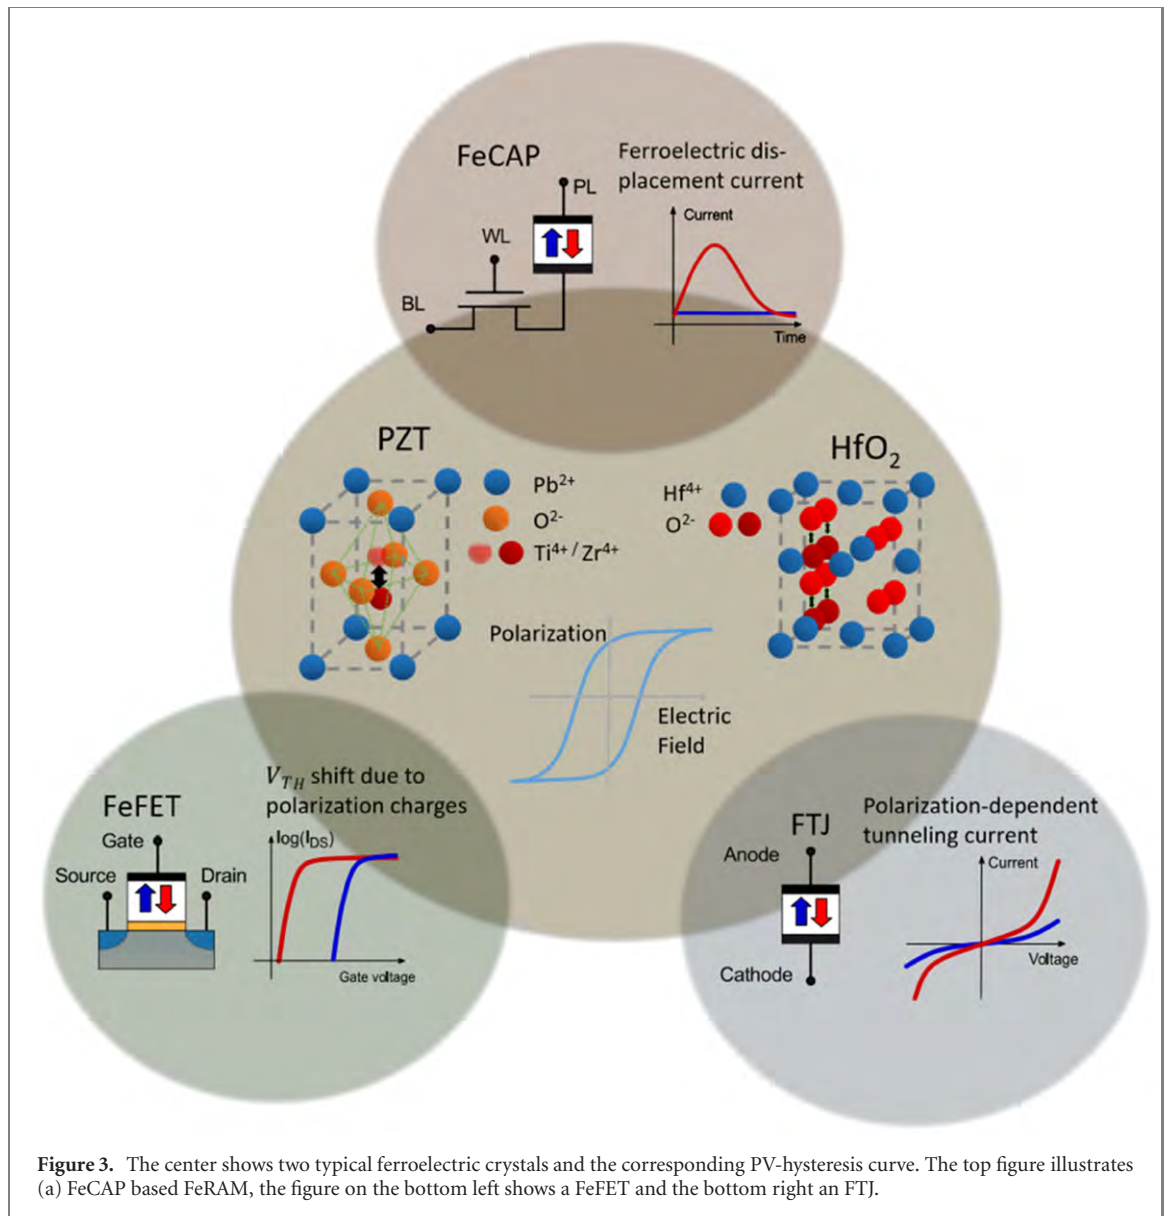 FeCAP
Ferroelectric dis-
placement current
PL
Current
WL
BL
Time
PZT
HfO₂
Pb²⁺
O²⁻
Ti⁴⁺ / Zr⁴⁺
Hf⁴⁺
O²⁻
Polarization
Electric
Field
V_TH shift due to
polarization charges
FeFET
log(I_DS)
Gate
Source
Drain
Gate voltage
Polarization-dependent
tunneling current
FTJ
Anode
Current
Voltage
Cathode
Figure 3. The center shows two typical ferroelectric crystals and the corresponding PV-hysteresis curve. The top figure illustrates
(a) FeCAP based FeRAM, the figure on the bottom left shows a FeFET and the bottom right an FTJ.